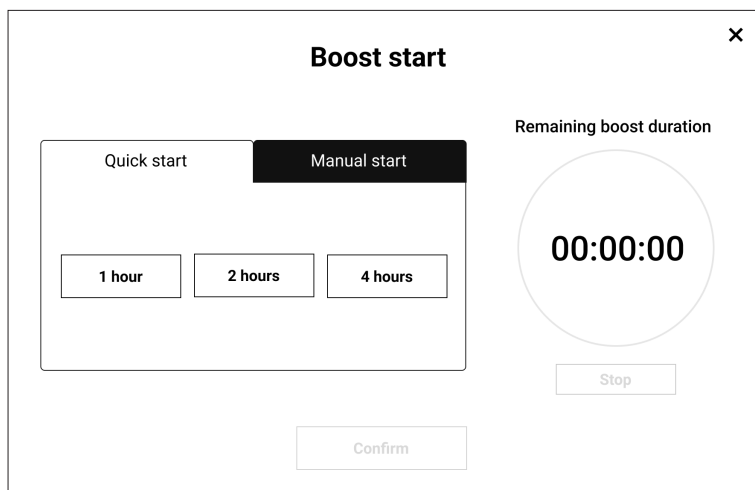 Boost start
Remaining boost duration
Quick start
Manual start
1 hour
2 hours
4 hours
00:00:00
Stop
Confirm